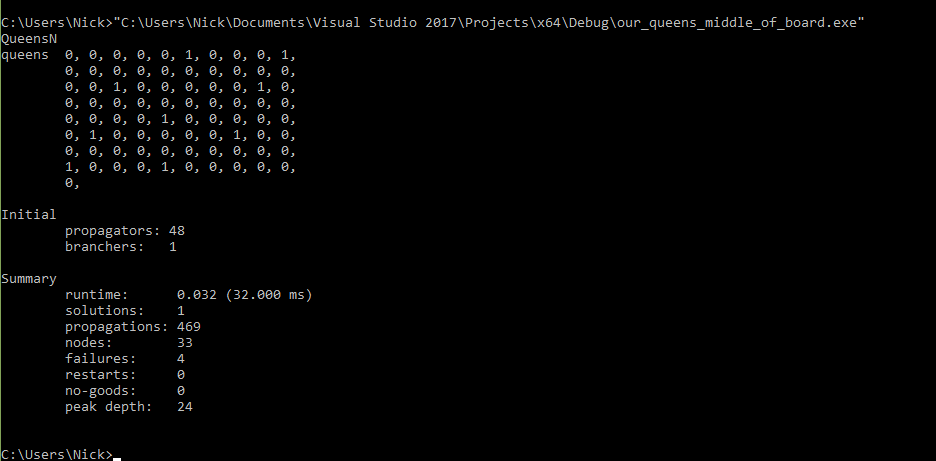 C:\Users\Nick>"C:\Users\Nick\Documents\Visual Studio 2017\Projects\x64\Debug\our_queens_middle_of_board.exe"
QueensN
queens  0, 0, 0, 0, 0, 1, 0, 0, 0, 1,
        0, 0, 0, 0, 0, 0, 0, 0, 0, 0,
        0, 0, 1, 0, 0, 0, 0, 0, 1, 0,
        0, 0, 0, 0, 0, 0, 0, 0, 0, 0,
        0, 0, 0, 0, 1, 0, 0, 0, 0, 0,
        0, 1, 0, 0, 0, 0, 0, 1, 0, 0,
        0, 0, 0, 0, 0, 0, 0, 0, 0, 0,
        1, 0, 0, 0, 1, 0, 0, 0, 0, 0,
        0,
Initial
        propagators: 48
        branchers:   1
Summary
        runtime:      0.032 (32.000 ms)
        solutions:    1
        propagations: 469
        nodes:        33
        failures:     4
        restarts:     0
        no-goods:     0
        peak depth:   24
C:\Users\Nick>